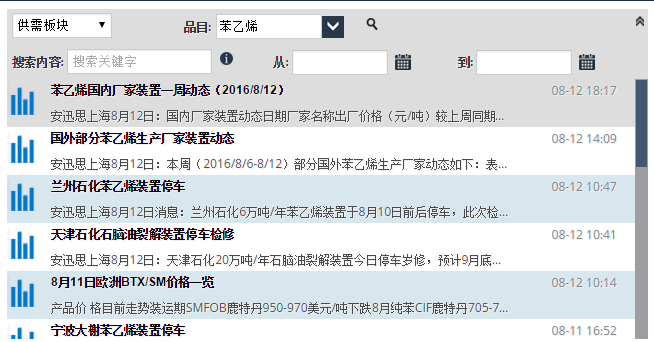 供需板块 品目: 苯乙烯
搜索内容: 搜索关键字 从: 到:
苯乙烯国内厂家装置一周动态（2016/8/12） 08-12 18:17
安迅思上海8月12日：国内厂家装置动态日期厂家名称出厂价格（元/吨）较上周同期...
国外部分苯乙烯生产厂家装置动态 08-12 14:09
安迅思上海8月12日：本周（2016/8/6-8/12）部分国外苯乙烯生产厂家动态如下：表...
兰州石化苯乙烯装置停车 08-12 10:47
安迅思上海8月12日消息：兰州石化6万吨/年苯乙烯装置于8月10日前后停车，此次检...
天津石化石脑油裂解装置停车检修 08-12 10:41
安迅思上海8月12日：天津石化20万吨/年石脑油裂解装置今日停车岁修，预计9月底...
8月11日欧洲BTX/SM价格一览 08-12 10:14
产品价 格目前走势装运期SMFOB鹿特丹950-970美元/吨下跌8月纯苯CIF鹿特丹705-7...
宁波大榭苯乙烯装置停车 08-11 16:52